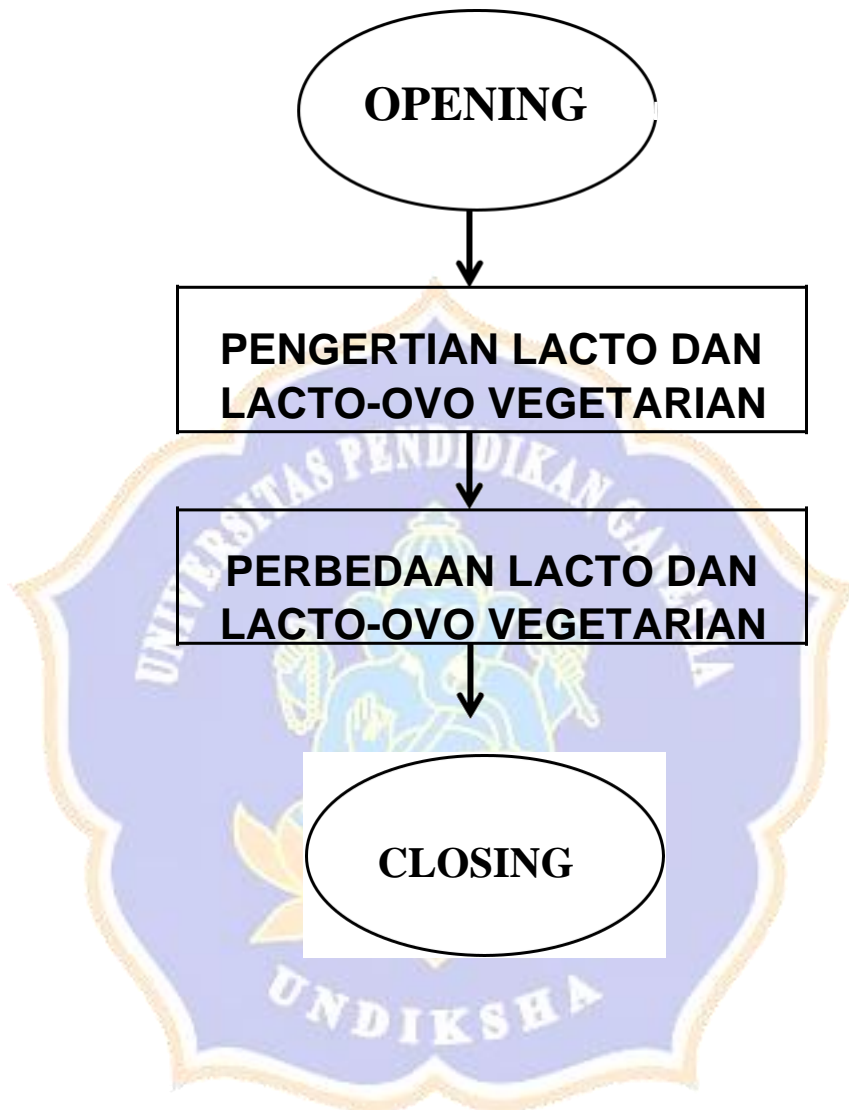 OPENING
PENGERTIAN LACTO DAN
LACTO-OVO VEGETARIAN
UNIVERSITAS PENDIDIKAN GANESHA
PERBEDAAN LACTO DAN
LACTO-OVO VEGETARIAN
CLOSING
UNDIKSHA